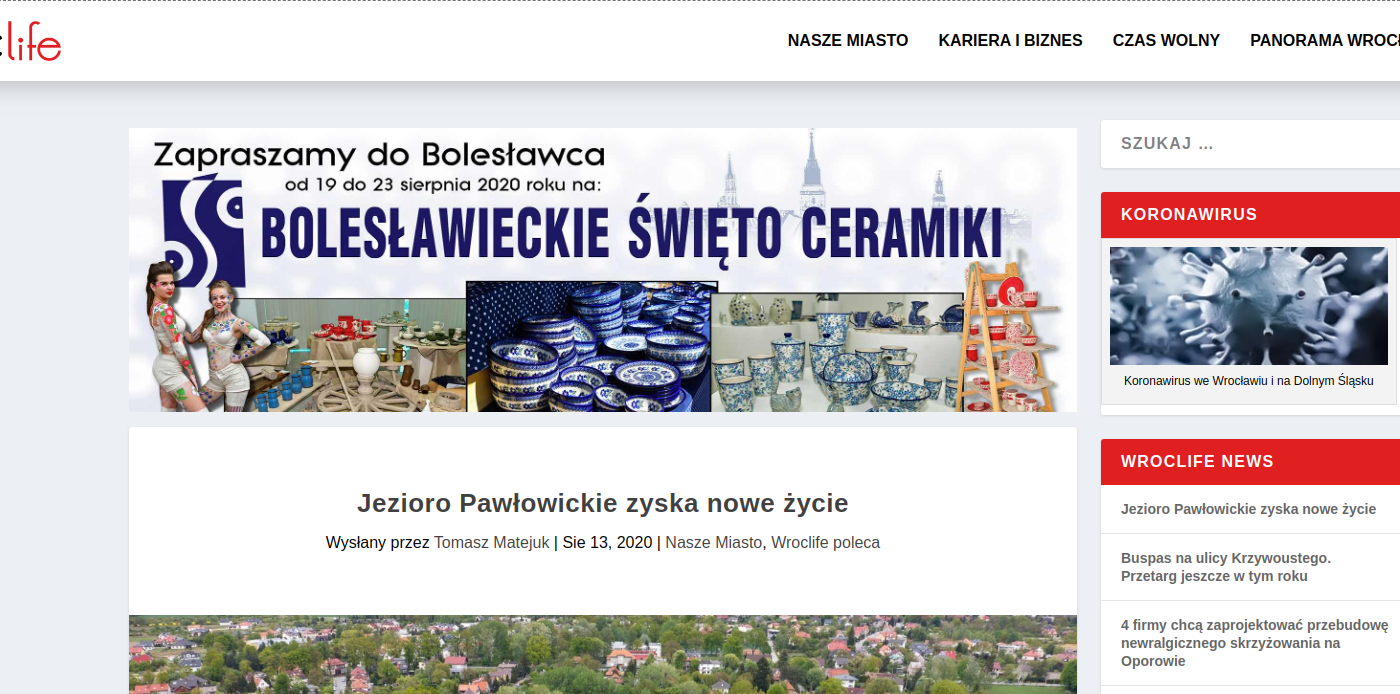 life
NASZE MIASTO
KARIERA I BIZNES
CZAS WOLNY
PANORAMA
Zapraszamy do Bolesławca
od 19 do 23 sierpnia 2020 roku na:
BOLESŁAWIECKIE ŚWIĘTO CERAMIKI
Jezioro Pawłowickie zyska nowe życie
Wysłany przez Tomasz Matejuk | Sie 13, 2020 | Nasze Miasto, Wroclife poleca
SZUKAJ ...
KORONAWIRUS
Koronawirus we Wrocławiu i na Dolnym Śląsku
WROCLIFE NEWS
Jezioro Pawłowickie zyska nowe życie
Buspas na ulicy Krzywoustego.
Przetarg jeszcze w tym roku
4 firmy chcą zaprojektować przebudowę
newralgicznego skrzyżowania na
Oporowie